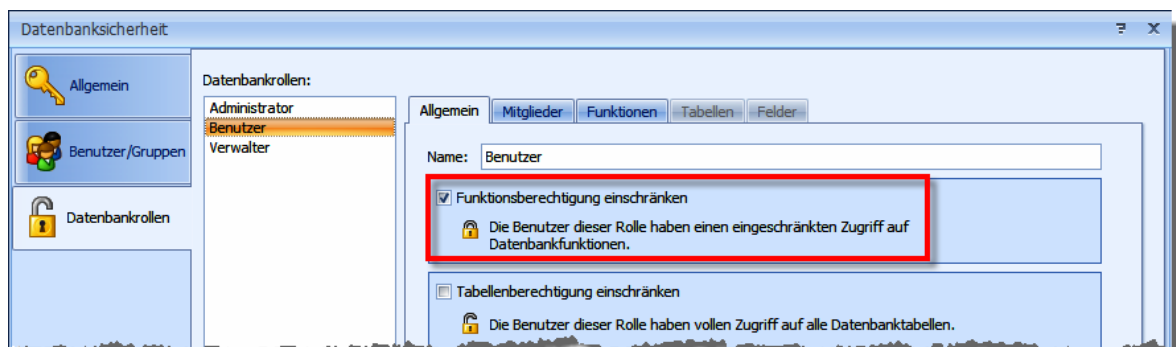 Datenbanksicherheit
Allgemein
Benutzer/Gruppen
Datenbankrollen
Datenbankrollen:
Administrator
Benutzer
Verwalter
Allgemein Mitglieder Funktionen Tabellen Felder
Name: Benutzer
Funktionsberechtigung einschränken
Die Benutzer dieser Rolle haben einen eingeschränkten Zugriff auf
Datenbankfunktionen.
Tabellenberechtigung einschränken
Die Benutzer dieser Rolle haben vollen Zugriff auf alle Datenbanktabellen.